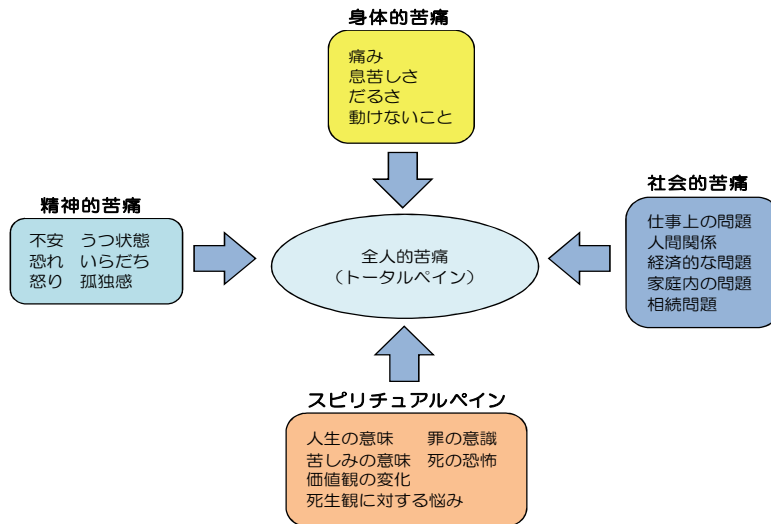 身体的苦痛
痛み
息苦しさ
だるさ
動けないこと
精神的苦痛
不安　うつ状態
恐れ　いらだち
怒り　孤独感
全人的苦痛
（トータルペイン）
社会的苦痛
仕事上の問題
人間関係
経済的な問題
家庭内の問題
相続問題
スピリチュアルペイン
人生の意味　罪の意識
苦しみの意味　死の恐怖
価値観の変化
死生観に対する悩み